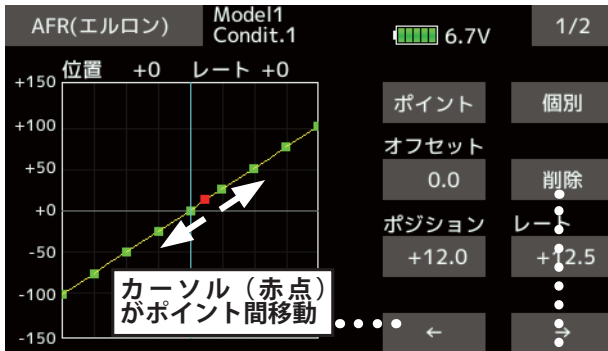 AFR(エルロン)
Model1
Condit.1
6.7V
1/2
位置 +0 レート +0
+150
+100
+50
+0
-50
-100
-150
ポイント
個別
オフセット
0.0
削除
ポジション
レート
+12.0
+12.5
カーソル（赤点）
がポイント間移動
←
→